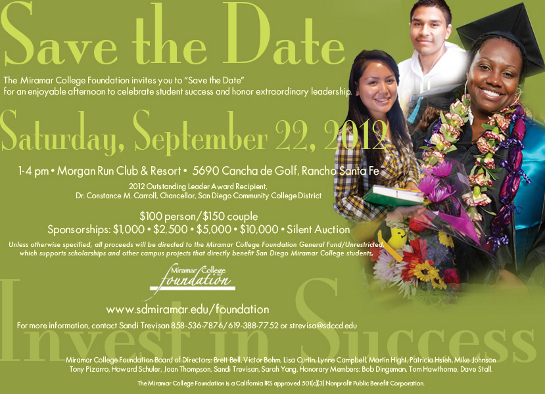 Save the Date
The Miramar College Foundation invites you to “Save the Date”
for an enjoyable afternoon to celebrate student success and honor extraordinary leadership.
Saturday, September 22, 2012
1-4 pm • Morgan Run Club & Resort • 5690 Cancha de Golf, Rancho Santa Fe
2012 Outstanding Leader Award Recipient,
Dr. Constance M. Carroll, Chancellor, San Diego Community College District
$100 person/$150 couple
Sponsorships: $1,000 • $2,500 • $5,000 • $10,000 • Silent Auction
Unless otherwise specified, all proceeds will be directed to the Miramar College Foundation General Fund/Unrestricted,
which supports scholarships and other campus projects that directly benefit San Diego Miramar College students.
Miramar College
foundation
www.sdmiramar.edu/foundation
For more information, contact Sandi Trevisan 858-536-7876/619-388-7752 or strevisa@sdccd.edu
Invest in Success
Miramar College Foundation Board of Directors: Brett Bell, Victor Bohm, Lisa Curtin, Lynne Campbell, Martin Hight, Patricia Hsieh, Mike Johnson
Tony Pizarro, Howard Schuler, Joan Thompson, Sandi Trevisan, Sarah Yang, Honorary Members: Bob Dingeman, Tom Hawthorne, Dave Stall.
The Miramar College Foundation is a California IRS approved 501(c)(3) Nonprofit Public Benefit Corporation